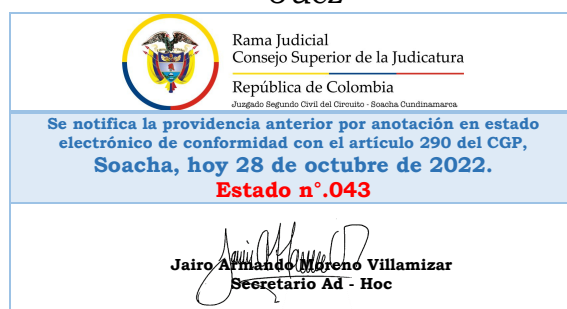 Juez
Rama Judicial
Consejo Superior de la Judicatura
República de Colombia
Juzgado Segundo Civil del Circuito - Soacha Cundinamarca
Se notifica la providencia anterior por anotación en estado
electrónico de conformidad con el artículo 290 del CGP,
Soacha, hoy 28 de octubre de 2022.
Estado n°.043
Jairo Armando Moreno Villamizar
Secretario Ad - Hoc